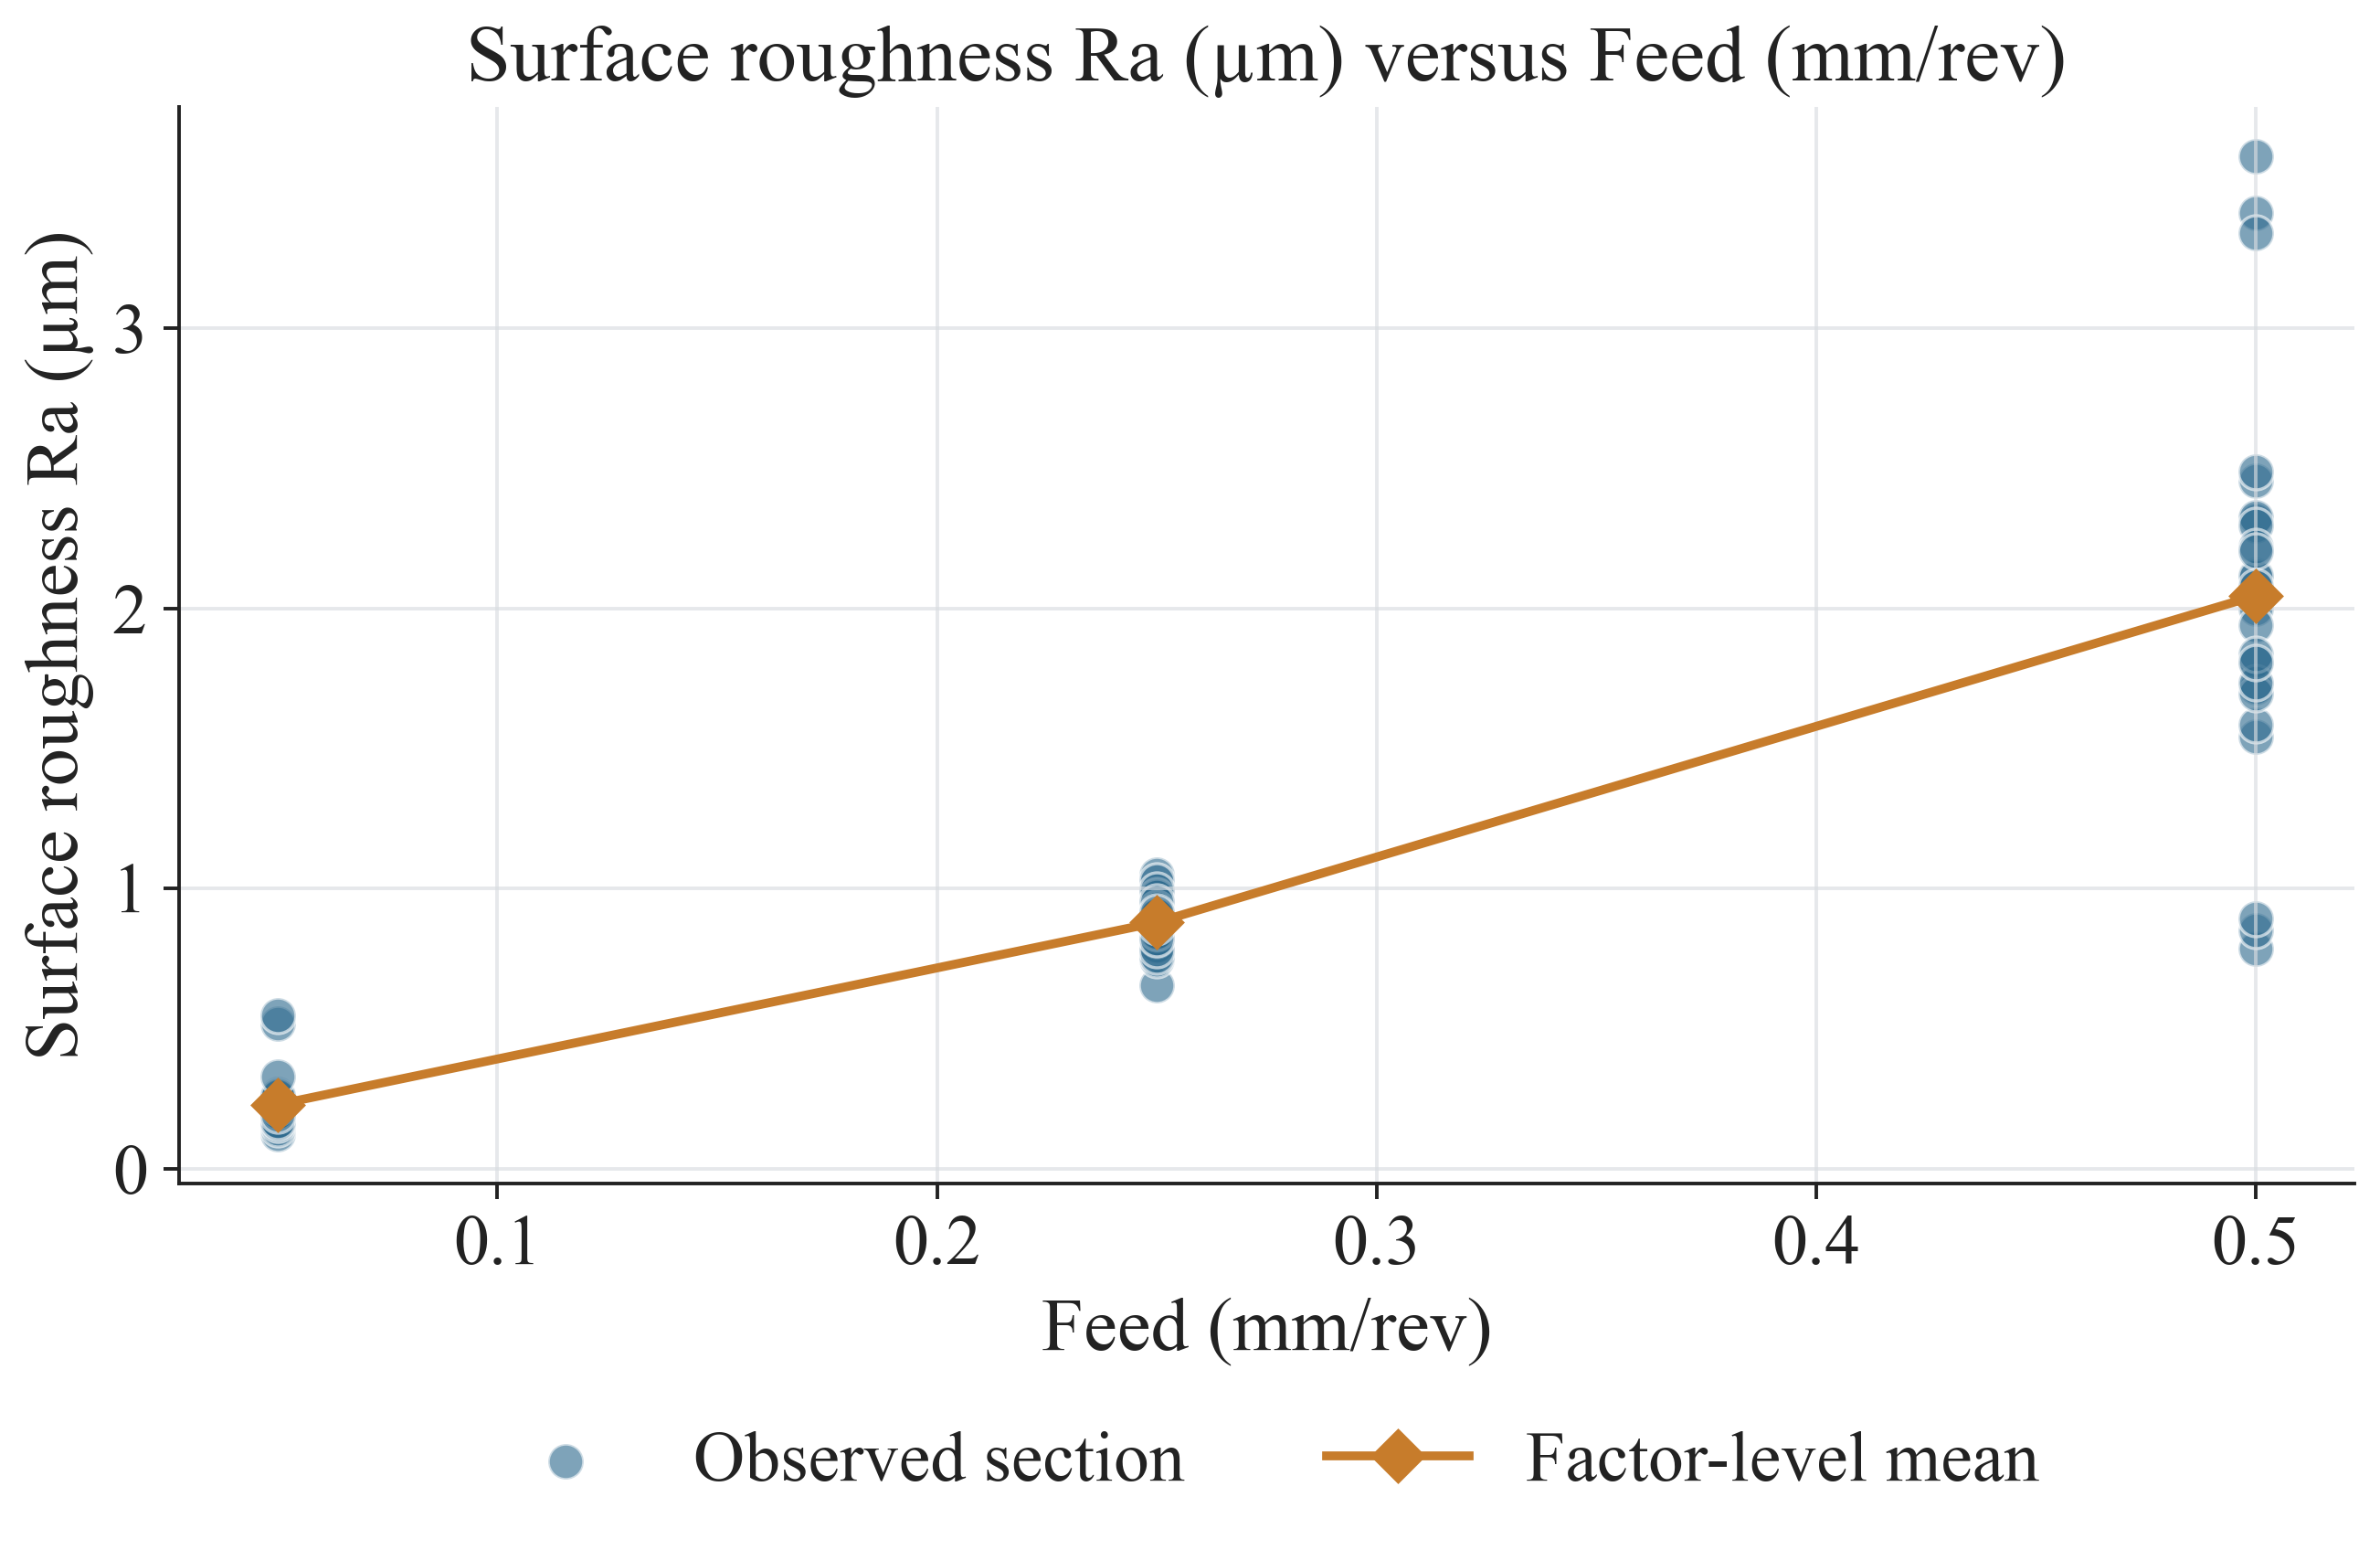 Surface roughness Ra (μm) versus Feed (mm/rev)
Surface roughness Ra (μm)
3
2
1
0
0.1 0.2 0.3 0.4 0.5
Feed (mm/rev)
Observed section Factor-level mean